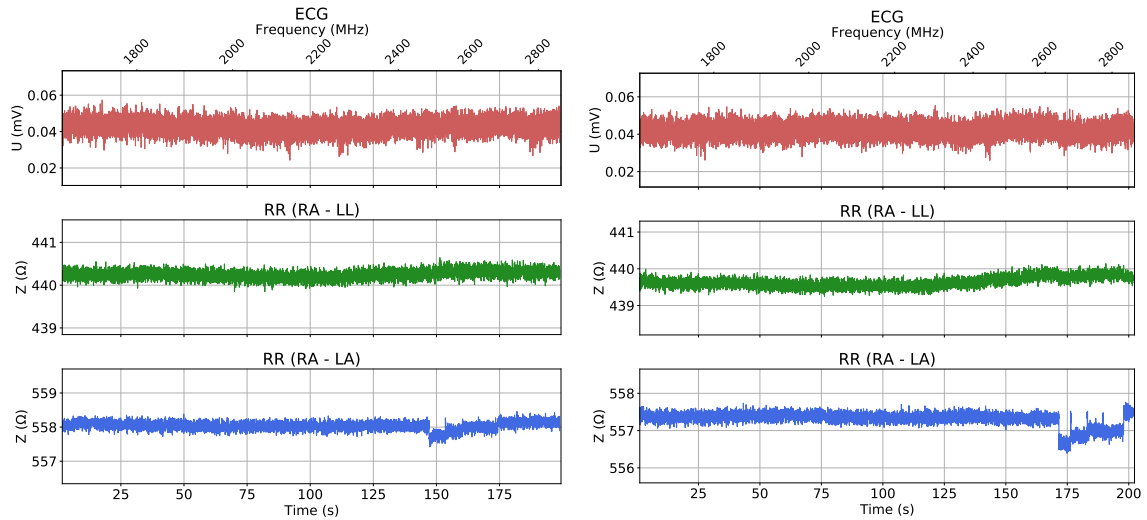 ECG
Frequency (MHz)
1800 2000 2200 2400 2600 2800
0.06
0.04
0.02
U (mV)
RR (RA - LL)
441
440
439
Z (Ω)
RR (RA - LA)
559
558
557
Z (Ω)
25 50 75 100 125 150 175
Time (s)
ECG
Frequency (MHz)
1800 2000 2200 2400 2600 2800
0.06
0.04
0.02
U (mV)
RR (RA - LL)
441
440
439
Z (Ω)
RR (RA - LA)
558
557
556
Z (Ω)
25 50 75 100 125 150 175 200
Time (s)